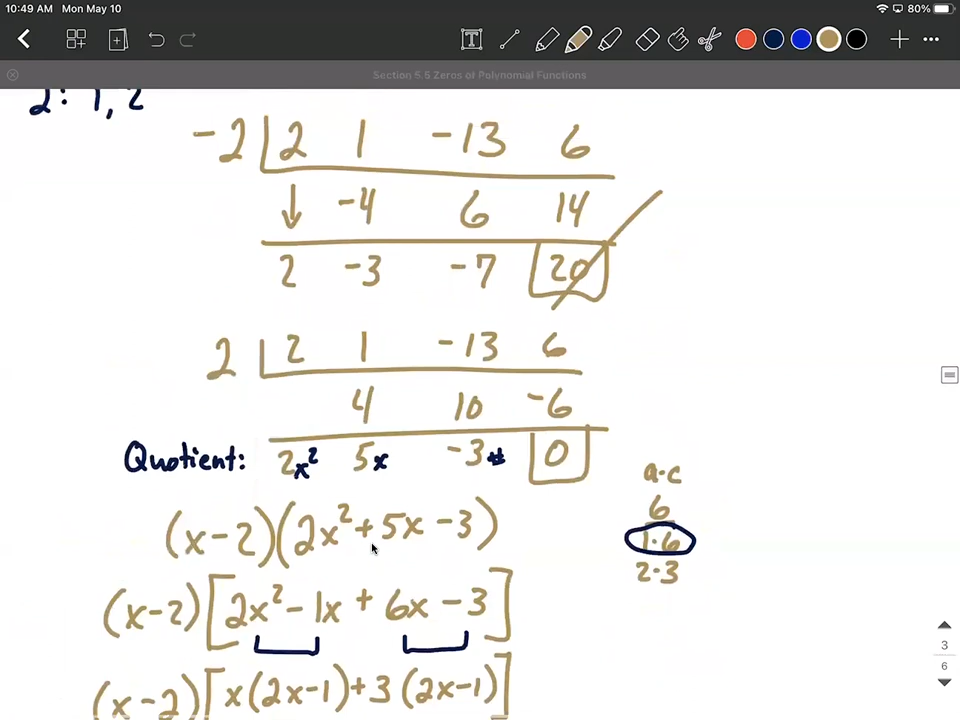 10:49 AM Mon May 10 80%
Section 5.5 Zeros of Polynomial Functions
2: 1, 2
-2 2 1 -13 6
↓ -4 6 14
2 -3 -7 20
2 2 1 -13 6
4 10 -6
Quotient: 2x² 5x -3 0
a·c
6
1·6
2·3
(x-2)(2x²+5x-3)
(x-2)[2x²-1x+6x-3]
(x-2)[x(2x-1)+3(2x-1)]
3
6